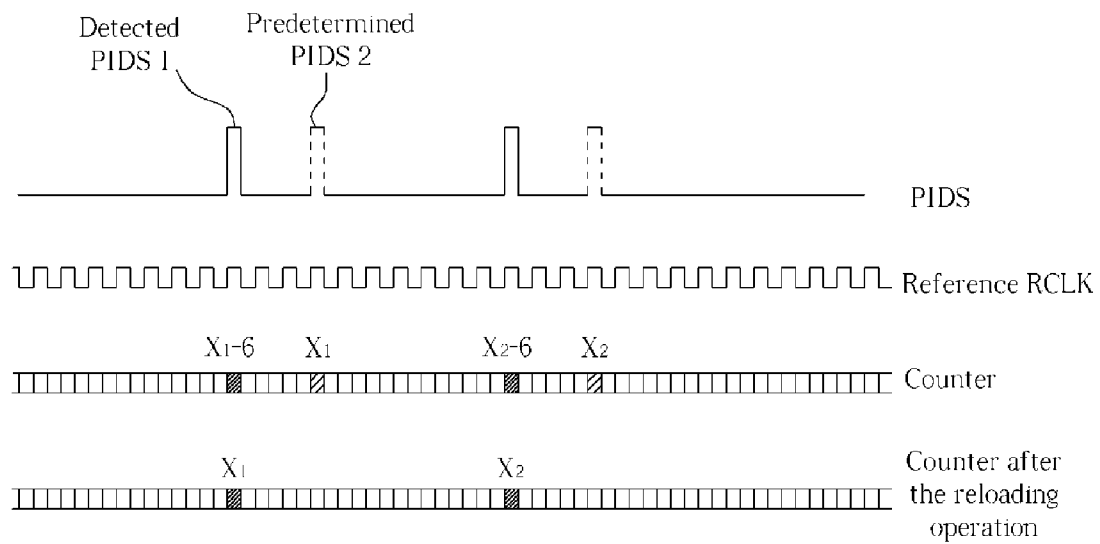 Detected
PIDS 1
Predetermined
PIDS 2
PIDS
Reference RCLK
X1-6
X1
X2-6
X2
Counter
X1
X2
Counter after
the reloading
operation